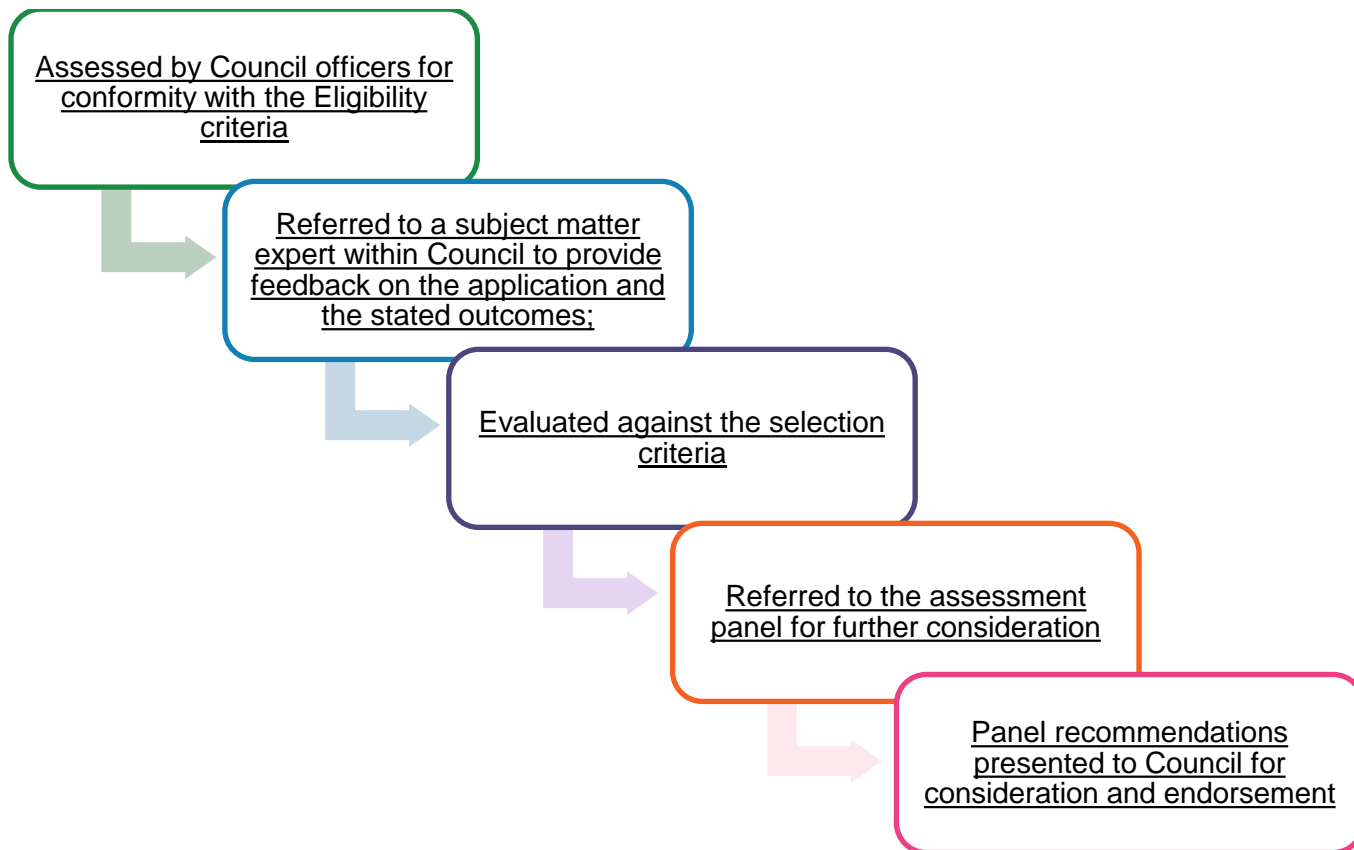 Assessed by Council officers for
conformity with the Eligibility
criteria
Referred to a subject matter
expert within Council to provide
feedback on the application and
the stated outcomes;
Evaluated against the selection
criteria
Referred to the assessment
panel for further consideration
Panel recommendations
presented to Council for
consideration and endorsement